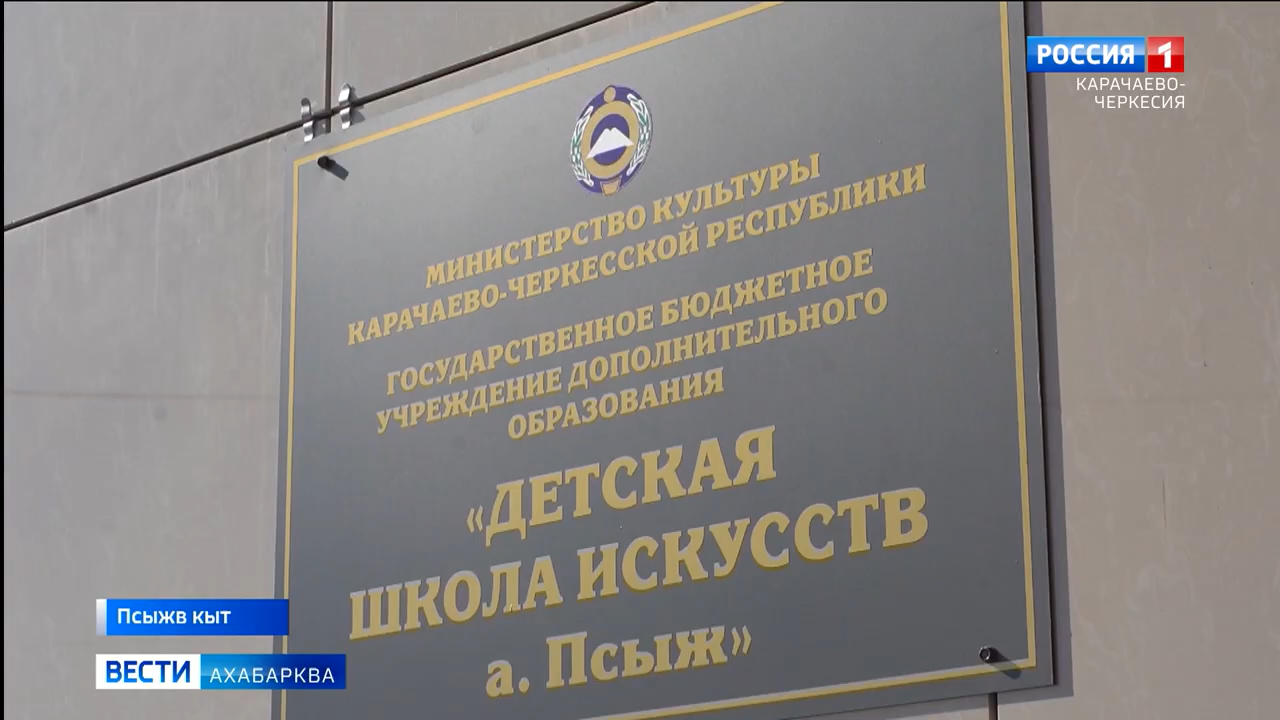 РОССИЯ 1
КАРАЧАЕВО-
ЧЕРКЕСИЯ
МИНИСТЕРСТВО КУЛЬТУРЫ
КАРАЧАЕВО-ЧЕРКЕССКОЙ РЕСПУБЛИКИ
ГОСУДАРСТВЕННОЕ БЮДЖЕТНОЕ
УЧРЕЖДЕНИЕ ДОПОЛНИТЕЛЬНОГО
ОБРАЗОВАНИЯ
«ДЕТСКАЯ
ШКОЛА ИСКУССТВ
а. Псыж»
Псыжв кыт
ВЕСТИ АХАБАРКВА